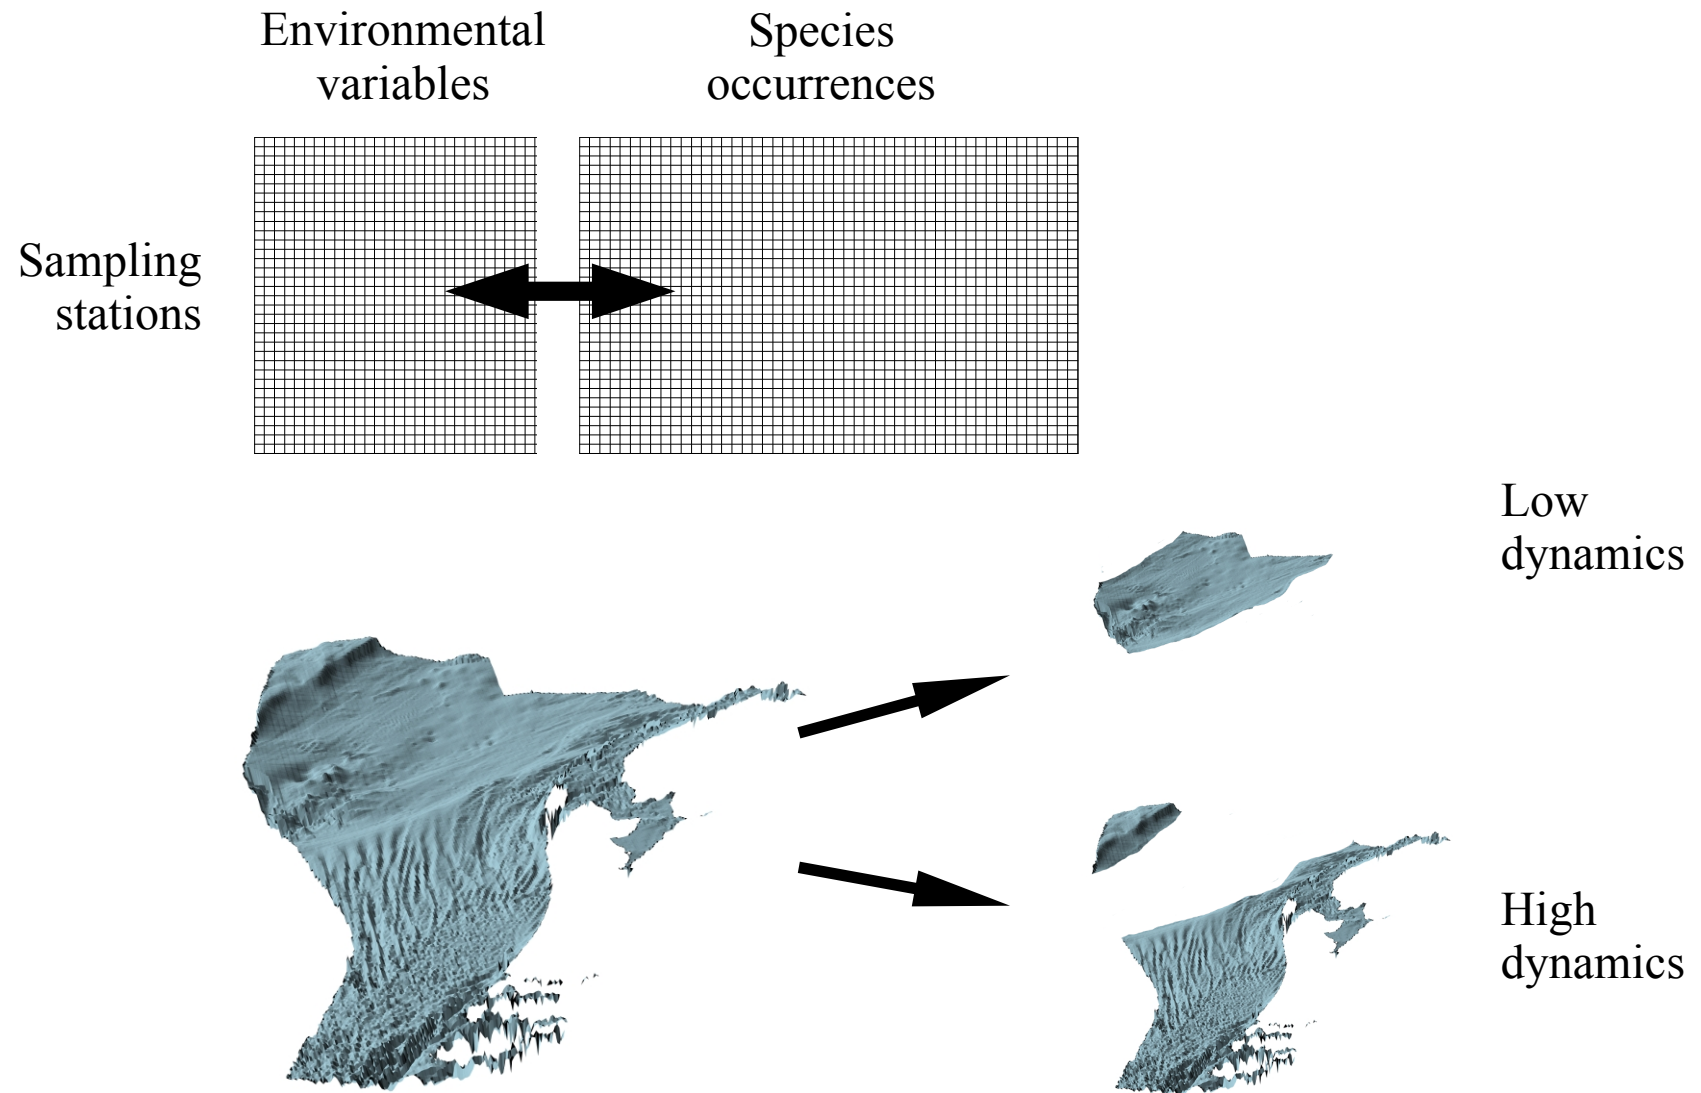 Environmental
variables
Species
occurrences
Sampling
stations
Low
dynamics
High
dynamics